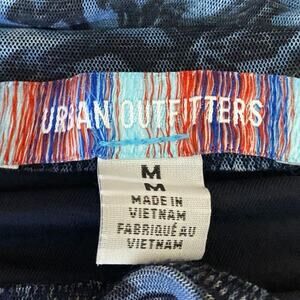 URBAN OUTFITTERS
M
M
MADE IN
VIETNAM
FABRIQUÉ AU
VIETNAM